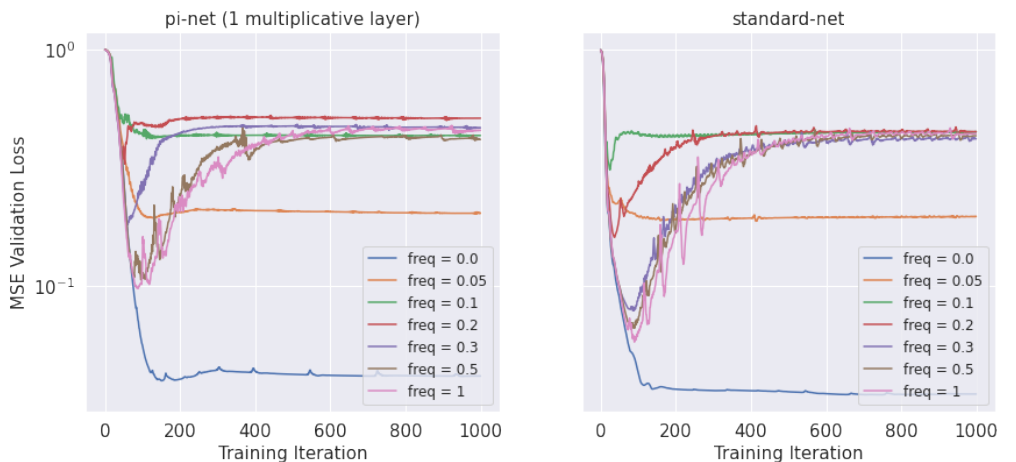 pi-net (1 multiplicative layer)
standard-net
MSE Validation Loss
10⁰
10⁻¹
freq = 0.0
freq = 0.05
freq = 0.1
freq = 0.2
freq = 0.3
freq = 0.5
freq = 1
0 200 400 600 800 1000
Training Iteration
freq = 0.0
freq = 0.05
freq = 0.1
freq = 0.2
freq = 0.3
freq = 0.5
freq = 1
0 200 400 600 800 1000
Training Iteration